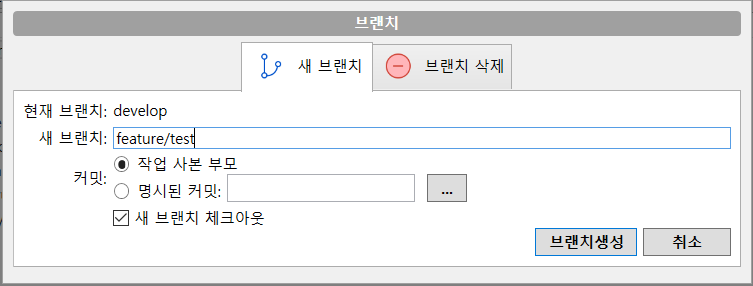 브랜치
새 브랜치
브랜치 삭제
현재 브랜치: develop
새 브랜치: feature/test
커밋:
작업 사본 부모
명시된 커밋:
...
새 브랜치 체크아웃
브랜치생성
취소